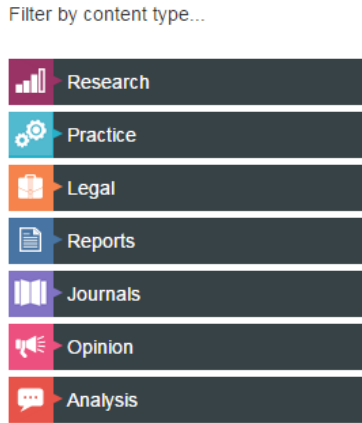 Filter by content type...
Research
Practice
Legal
Reports
Journals
Opinion
Analysis